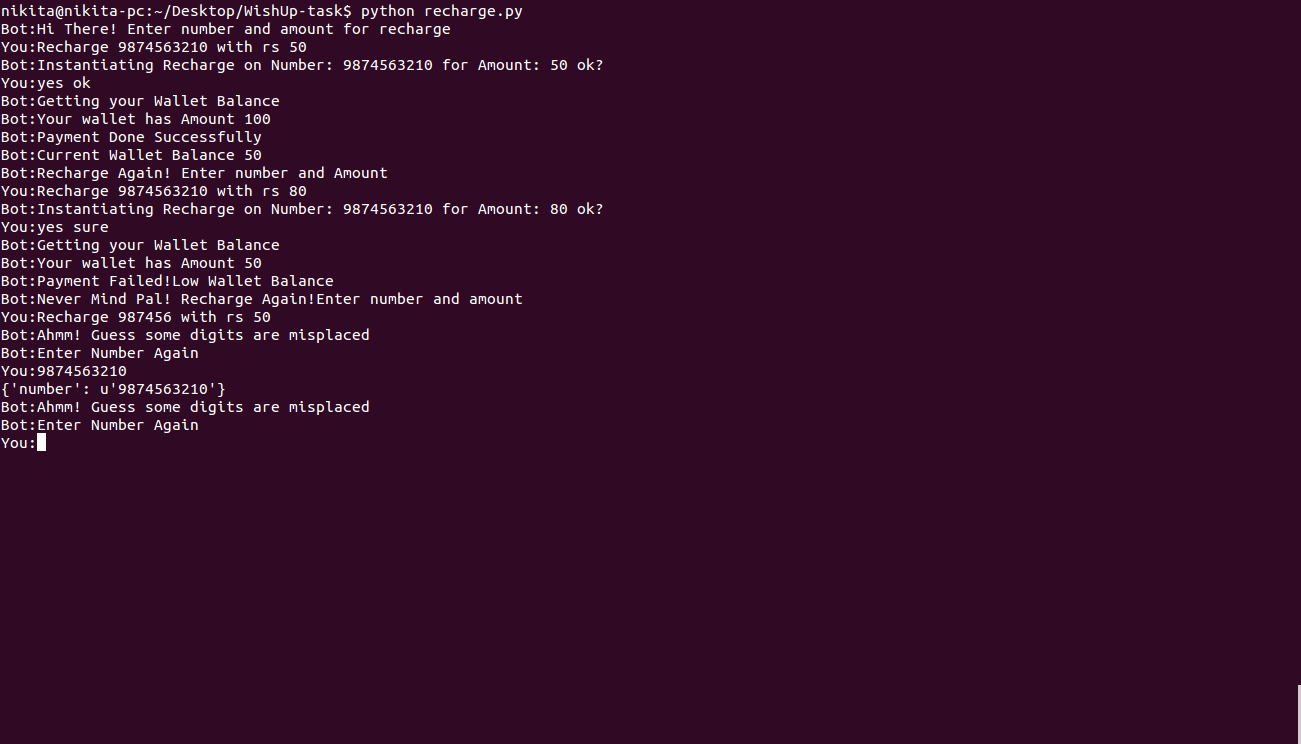 nikita@nikita-pc:~/Desktop/WishUp-task$ python recharge.py
Bot:Hi There! Enter number and amount for recharge
You:Recharge 9874563210 with rs 50
Bot:Instantiating Recharge on Number: 9874563210 for Amount: 50 ok?
You:yes ok
Bot:Getting your Wallet Balance
Bot:Your wallet has Amount 100
Bot:Payment Done Successfully
Bot:Current Wallet Balance 50
Bot:Recharge Again! Enter number and Amount
You:Recharge 9874563210 with rs 80
Bot:Instantiating Recharge on Number: 9874563210 for Amount: 80 ok?
You:yes sure
Bot:Getting your Wallet Balance
Bot:Your wallet has Amount 50
Bot:Payment Failed!Low Wallet Balance
Bot:Never Mind Pal! Recharge Again!Enter number and amount
You:Recharge 987456 with rs 50
Bot:Ahmm! Guess some digits are misplaced
Bot:Enter Number Again
You:9874563210
{'number': u'9874563210'}
Bot:Ahmm! Guess some digits are misplaced
Bot:Enter Number Again
You: